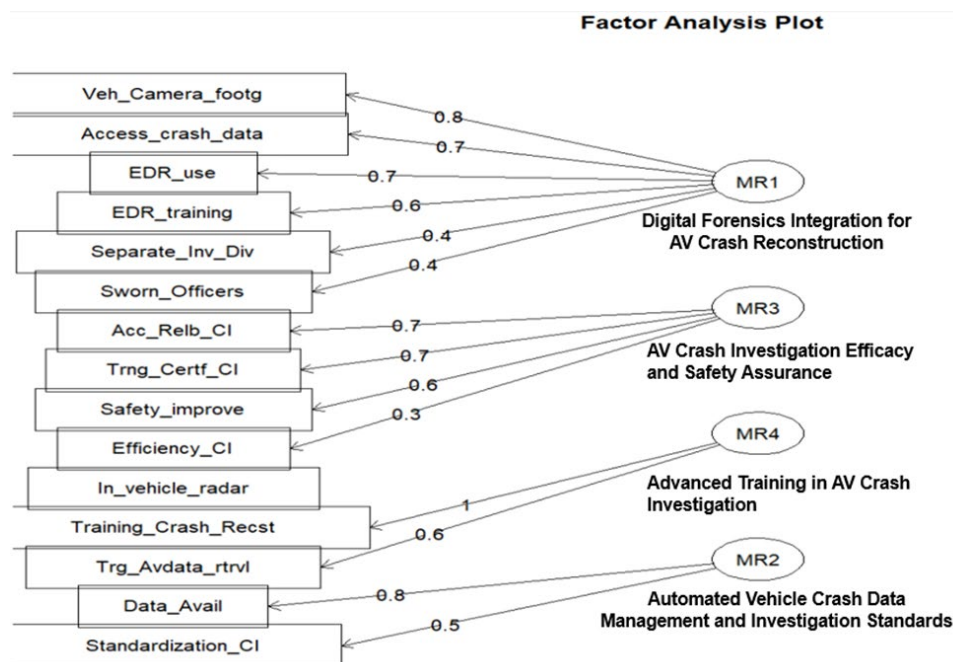 Factor Analysis Plot
Veh_Camera_footg
0.8
Access_crash_data
0.7
EDR_use
0.7
MR1
EDR_training
0.6
Digital Forensics Integration for
AV Crash Reconstruction
Separate_Inv_Div
0.4
Sworn_Officers
0.4
Acc_Relb_CI
0.7
MR3
Trng_Certf_CI
0.7
AV Crash Investigation Efficacy
and Safety Assurance
Safety_improve
0.6
Efficiency_CI
0.3
MR4
In_vehicle_radar
Advanced Training in AV Crash
Investigation
Training_Crash_Recst
1
Trg_Avdata_rtrvl
0.6
MR2
Data_Avail
0.8
Automated Vehicle Crash Data
Management and Investigation Standards
Standardization_CI
0.5